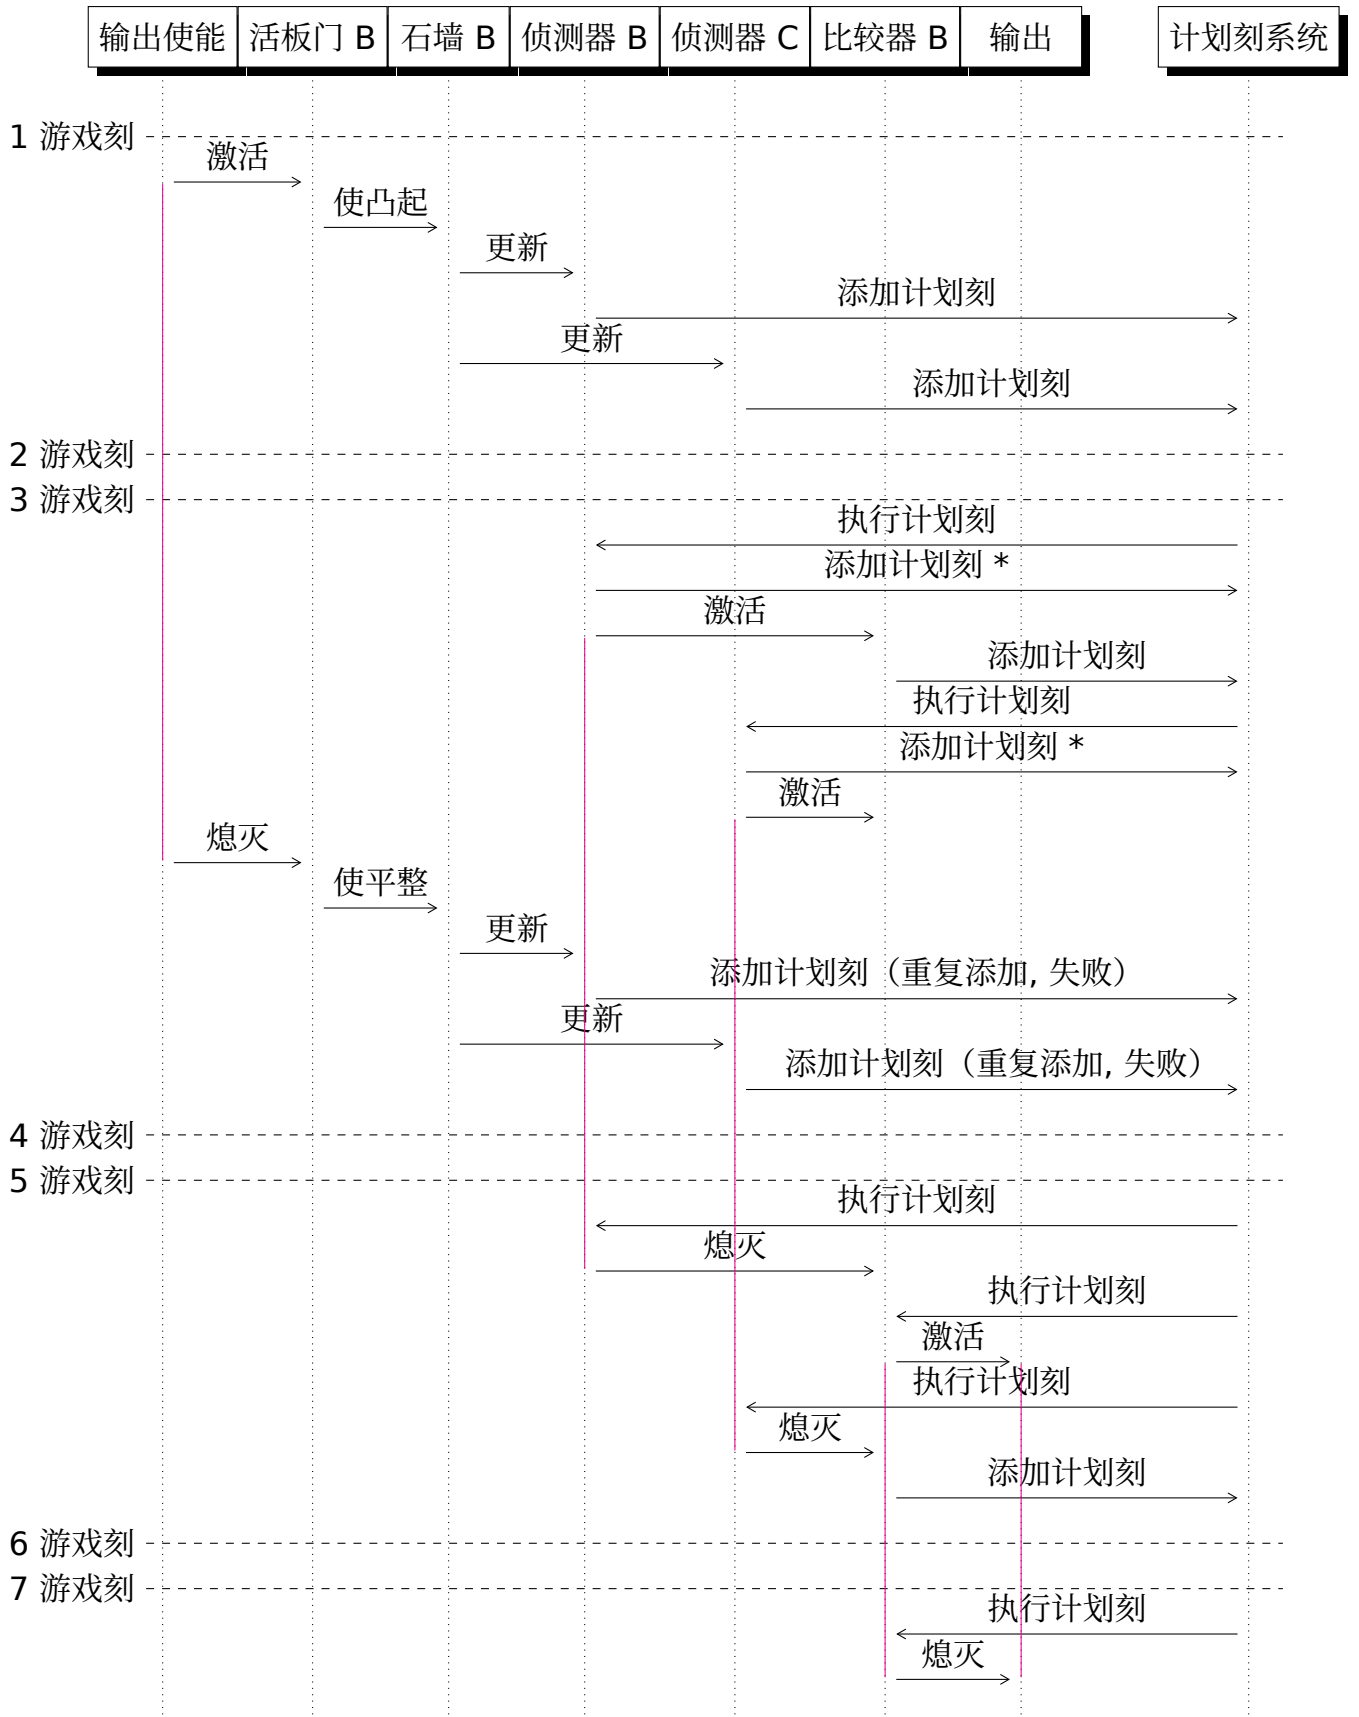 输出使能 活板门 B 石墙 B 侦测器 B 侦测器 C 比较器 B 输出 计划刻系统
1 游戏刻
激活
使凸起
更新
添加计划刻
更新
添加计划刻
2 游戏刻
3 游戏刻
执行计划刻
添加计划刻 *
激活
添加计划刻
执行计划刻
添加计划刻 *
激活
熄灭
使平整
更新
添加计划刻（重复添加, 失败）
更新
添加计划刻（重复添加, 失败）
4 游戏刻
5 游戏刻
执行计划刻
熄灭
执行计划刻
激活
执行计划刻
熄灭
添加计划刻
6 游戏刻
7 游戏刻
执行计划刻
熄灭